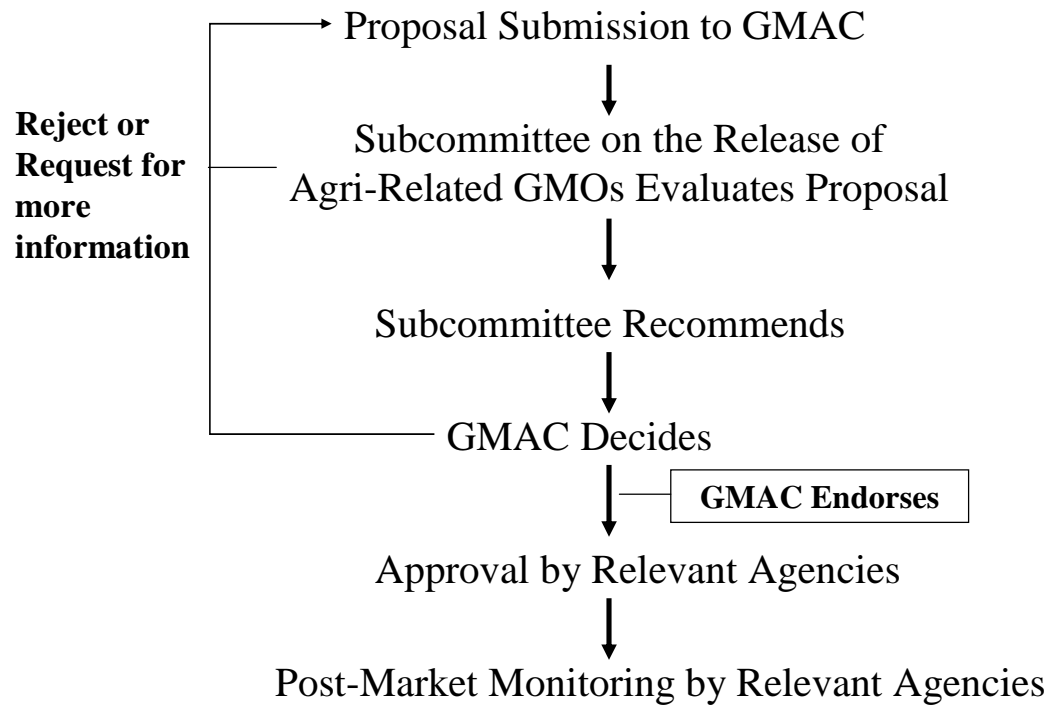 Proposal Submission to GMAC
Reject or
Request for
more
information
Subcommittee on the Release of
Agri-Related GMOs Evaluates Proposal
Subcommittee Recommends
GMAC Decides
GMAC Endorses
Approval by Relevant Agencies
Post-Market Monitoring by Relevant Agencies